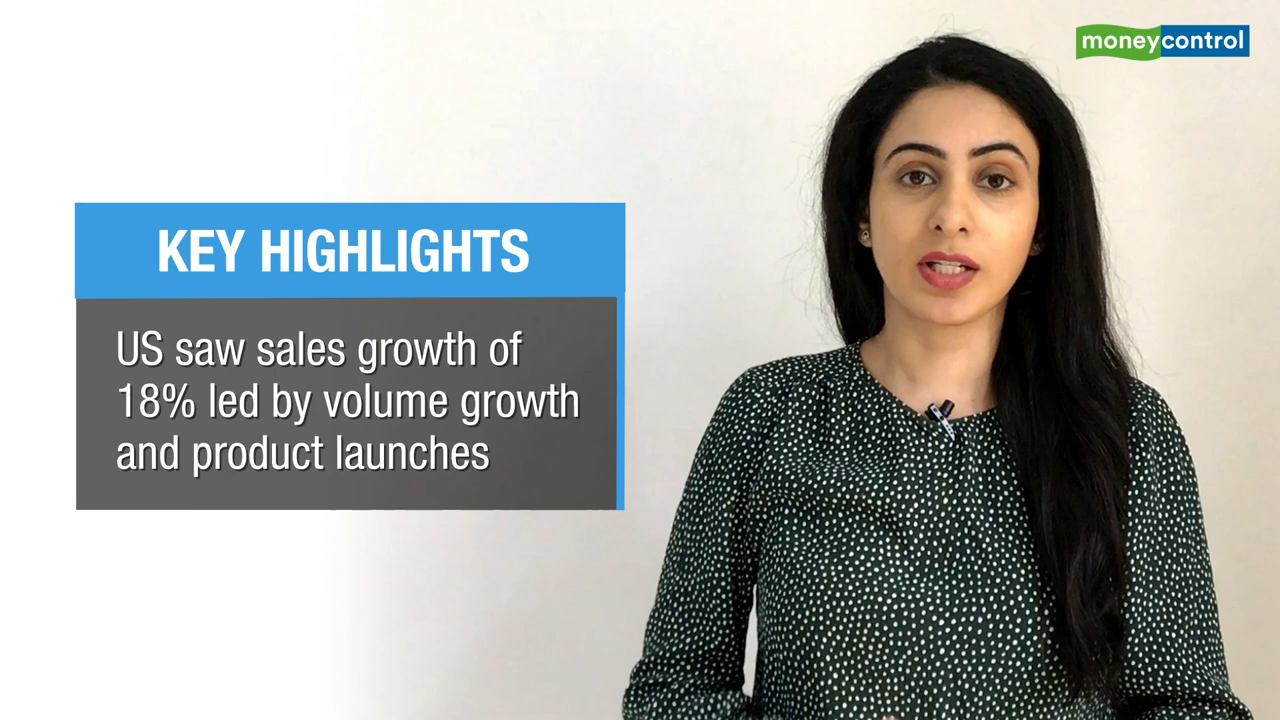 moneycontrol
KEY HIGHLIGHTS
US saw sales growth of
18% led by volume growth
and product launches